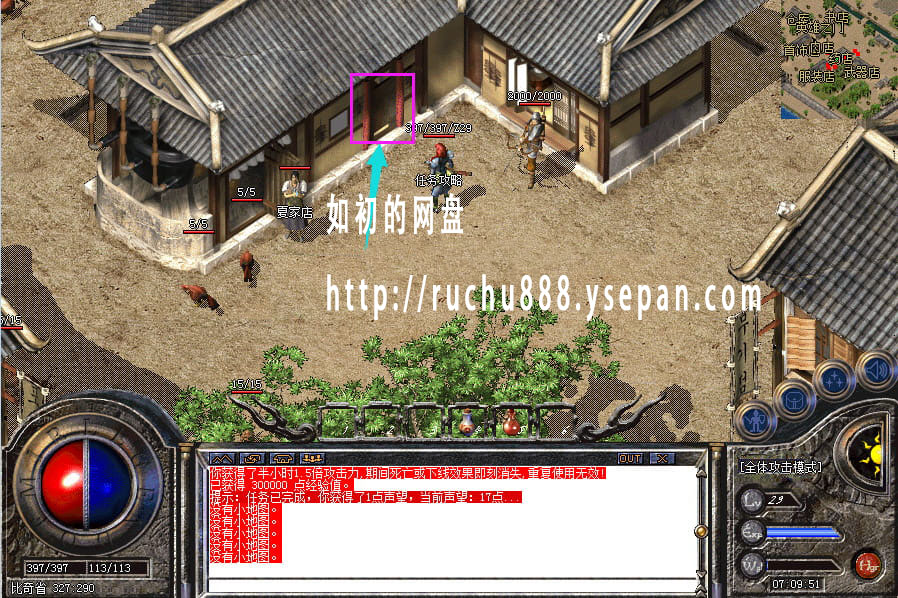 仓库 书店
英雄之门
首饰店
药店
服装店 武器店
2000/2000
397/397/Z29
任务攻略
5/5
夏家店
5/5
如初的网盘
http://ruchu888.ysepan.com
15/15
OUT
你获得了半小时1.5倍攻击力,期间死亡或下线效果即刻消失,重复使用无效!
已获得 300000 点经验值。
提示: 任务已完成，你获得了1点声望，当前声望: 17点...
没有小地图。
没有小地图。
没有小地图。
没有小地图。
没有小地图。
[全体攻击模式]
Lv 29
Exp
397/397 113/113
07:09:51
比奇省 327:290